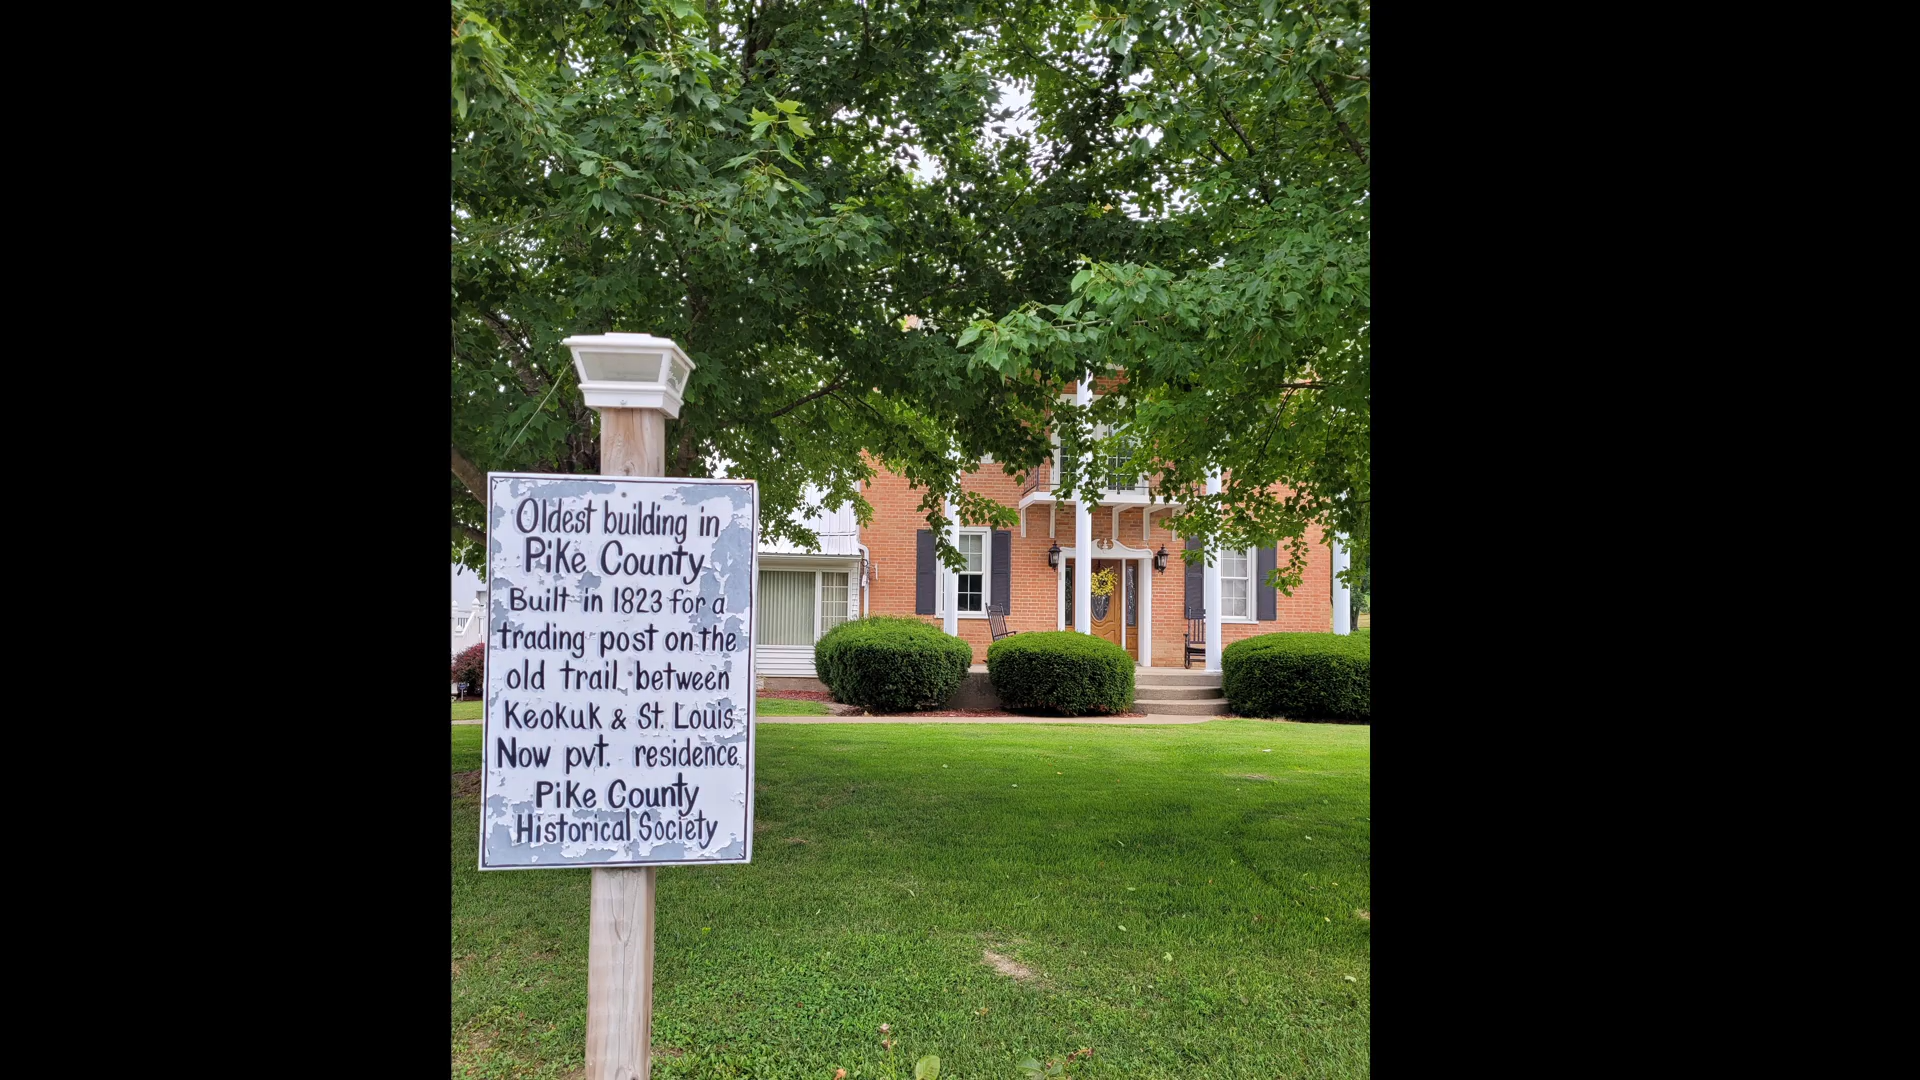 Oldest building in
Pike County
Built in 1823 for a
trading post on the
old trail between
Keokuk & St. Louis
Now pvt. residence
Pike County
Historical Society